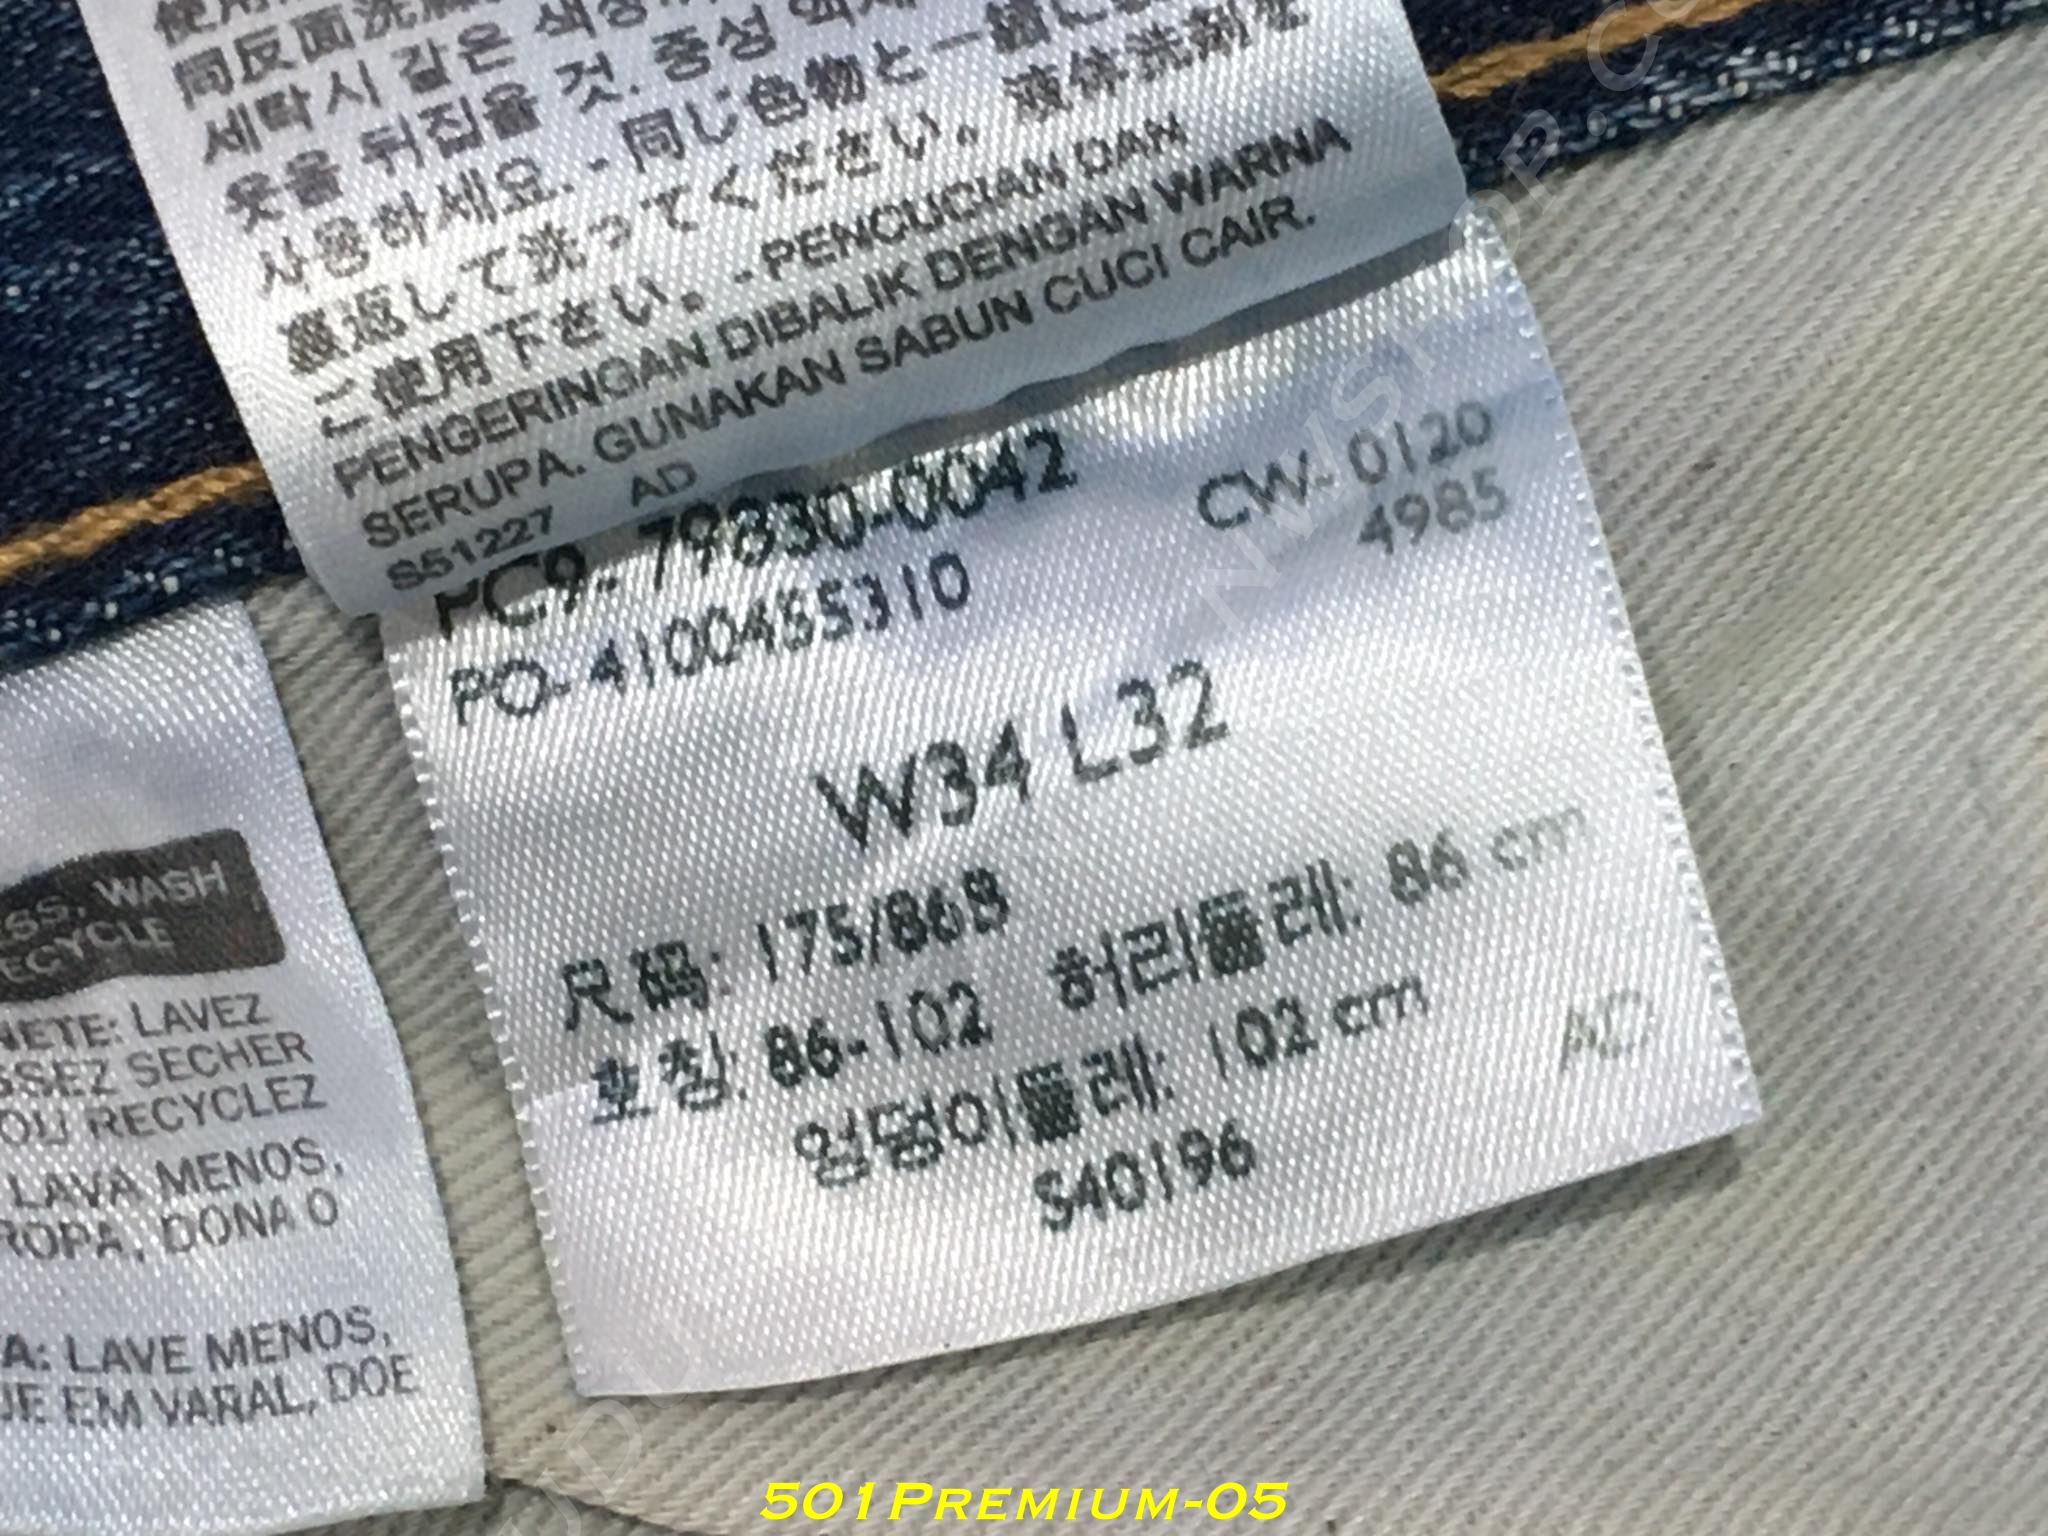 同反面洗涤
세탁시 같은 색상
옷을 뒤집을 것. 중성
사용하세요. - 同じ色物と一緒に
裏返して洗ってください。液体洗剤を
ご使用下さい。- PENCUCIAN DAN
PENGERINGAN DIBALIK DENGAN WARNA
SERUPA. GUNAKAN SABUN CUCI CAIR.
S51227 AD
PC9- 79830-0042
CW- 0120
4985
PO- 4100455310
W34 L32
尺码: 175/86B
호칭: 86-102 허리둘레: 86 cm
엉덩이둘레: 102 cm
S40196
AD
SS, WASH
ECYCLE
NETE: LAVEZ
SSEZ SECHER
OU RECYCLEZ
LAVA MENOS,
ROPA, DONA O
A: LAVE MENOS,
UE EM VARAL, DOE
501 PREMIUM-05